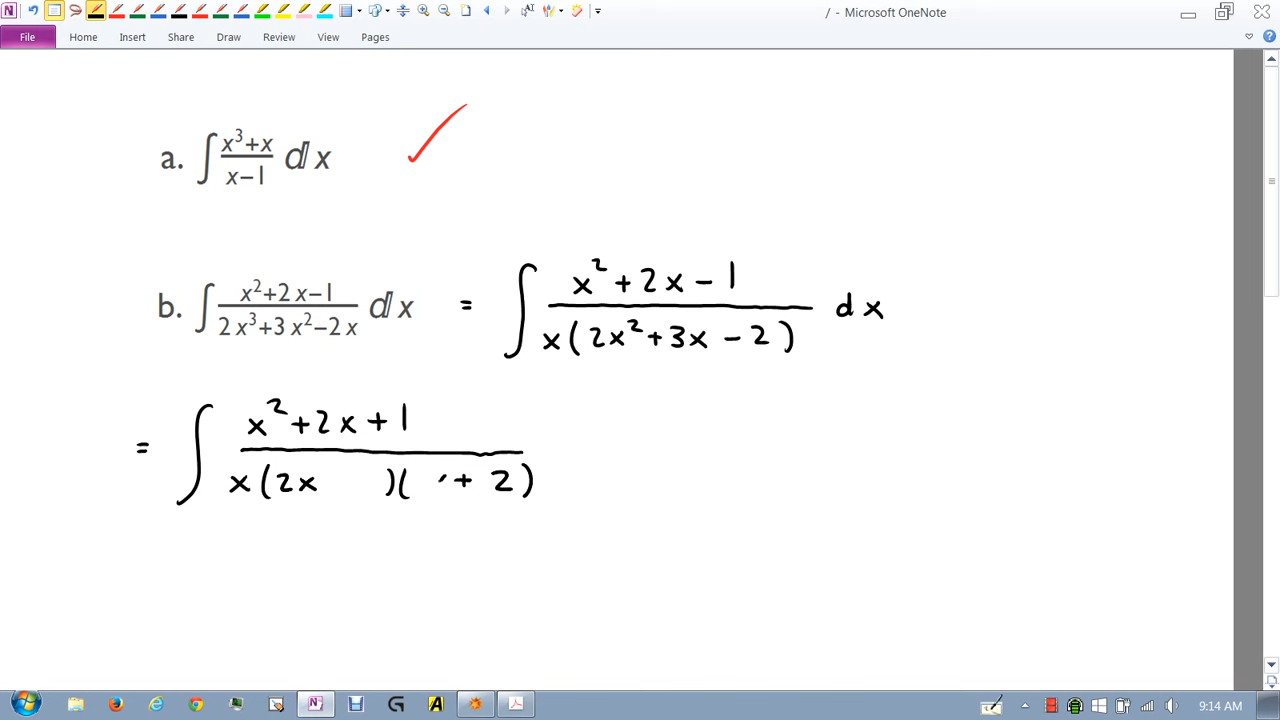 / - Microsoft OneNote
File Home Insert Share Draw Review View Pages
a. ∫ (x³+x)/(x−1) ⅆx
b. ∫ (x²+2x−1)/(2x³+3x²−2x) ⅆx = ∫ (x²+2x−1)/(x(2x²+3x−2)) dx
= ∫ (x²+2x+1)/(x(2x )( + 2))
9:14 AM